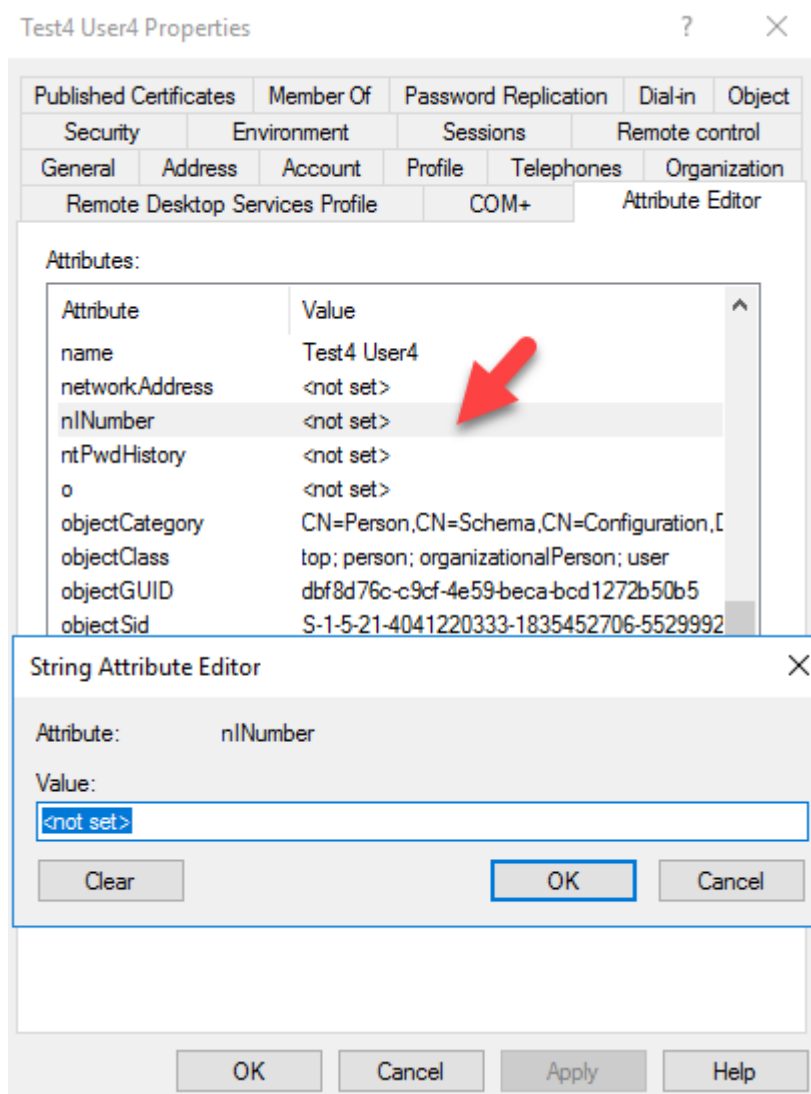 Test4 User4 Properties ?
Published Certificates Member Of Password Replication Dial-in Object
Security Environment Sessions Remote control
General Address Account Profile Telephones Organization
Remote Desktop Services Profile COM+ Attribute Editor
Attributes:
Attribute Value
name Test4 User4
networkAddress <not set>
nINumber <not set>
ntPwdHistory <not set>
o <not set>
objectCategory CN=Person,CN=Schema,CN=Configuration,D
objectClass top; person; organizationalPerson; user
objectGUID dbf8d76c-c9cf-4e59-beca-bcd1272b50b5
objectSid S-1-5-21-4041220333-1835452706-5529992
String Attribute Editor
Attribute: nINumber
Value:
<not set>
Clear OK Cancel
OK Cancel Apply Help